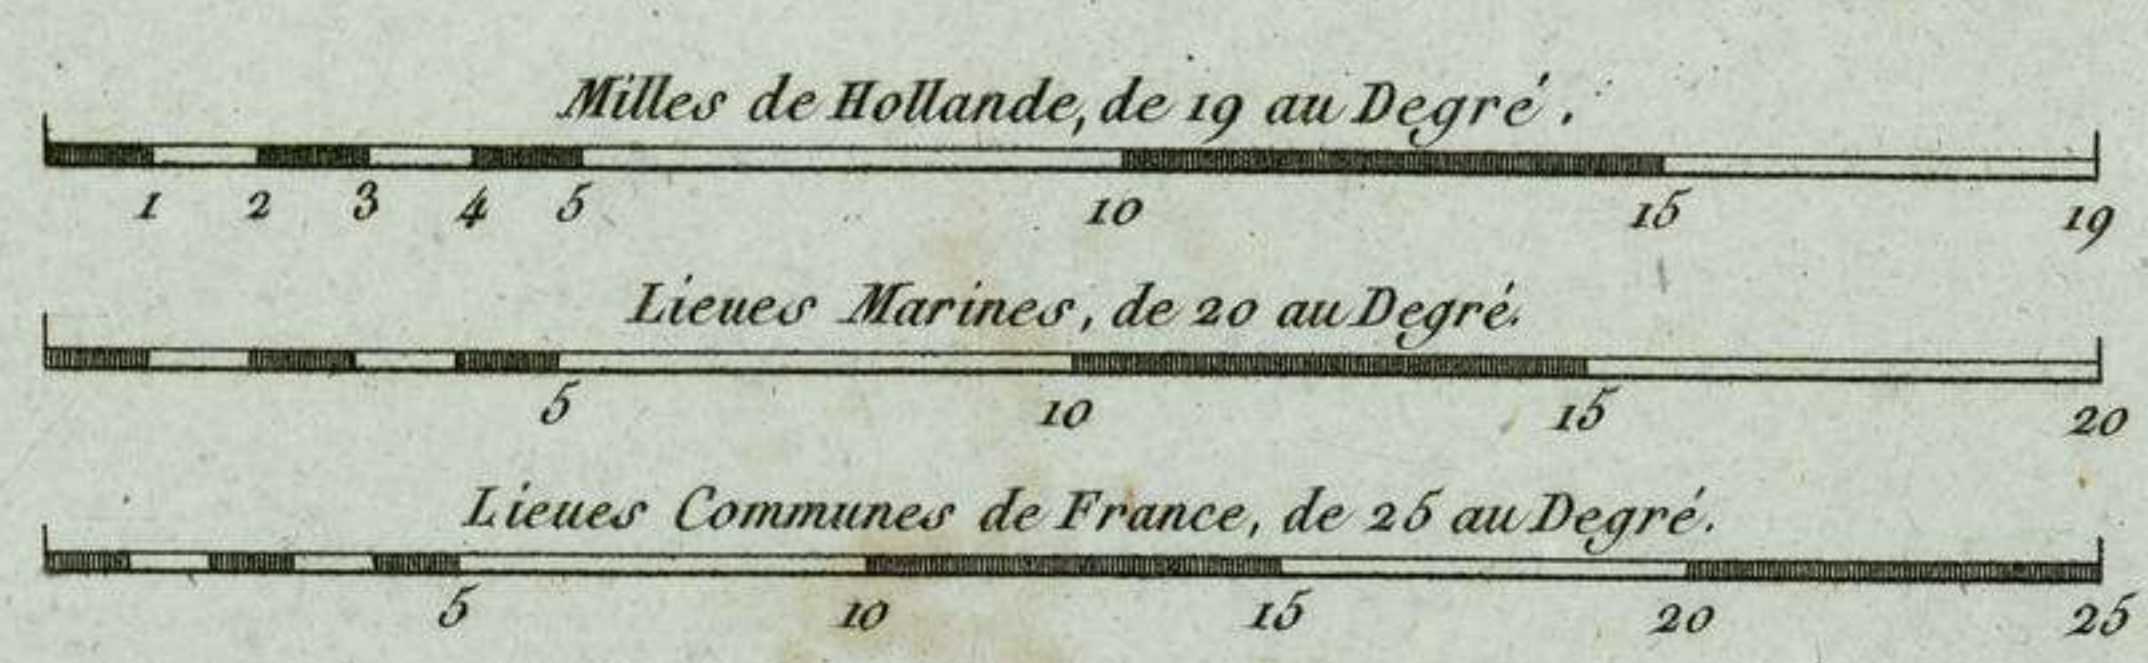 Milles de Hollande, de 19 au Degré.
1 2 3 4 5 10 15 19
Lieues Marines, de 20 au Degré.
5 10 15 20
Lieues Communes de France, de 25 au Degré.
5 10 15 20 25